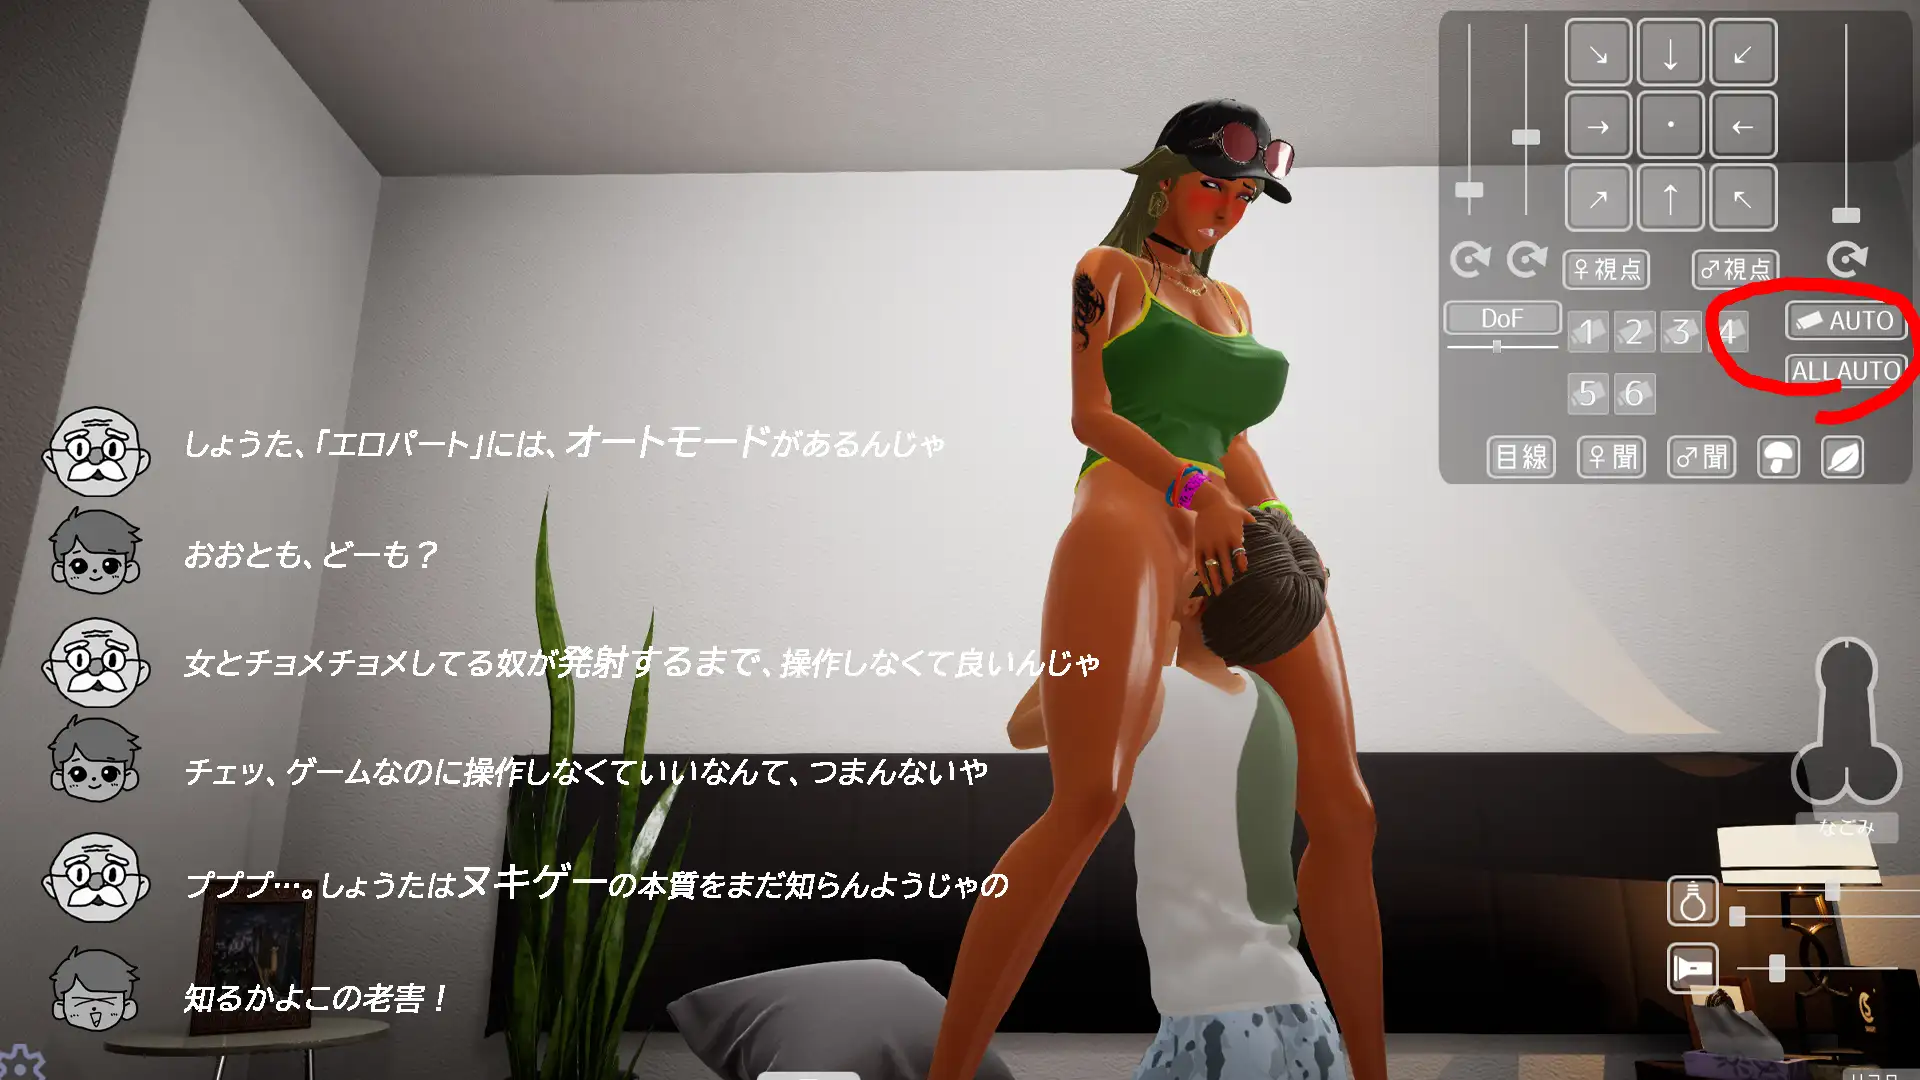 しょうた、「エロパート」には、オートモードがあるんじゃ
おおとも、どーも？
女とチョメチョメしてる奴が発射するまで、操作しなくて良いんじゃ
チェッ、ゲームなのに操作しなくていいなんて、つまんないや
プププ…。しょうたはヌキゲーの本質をまだ知らんようじゃの
知るかよこの老害！
↘ ↓ ↙
→ ・ ←
↗ ↑ ↖
♀視点 ♂視点
DoF 1 2 3 4 AUTO
ALLAUTO
5 6
目線 ♀聞 ♂聞
なごみ